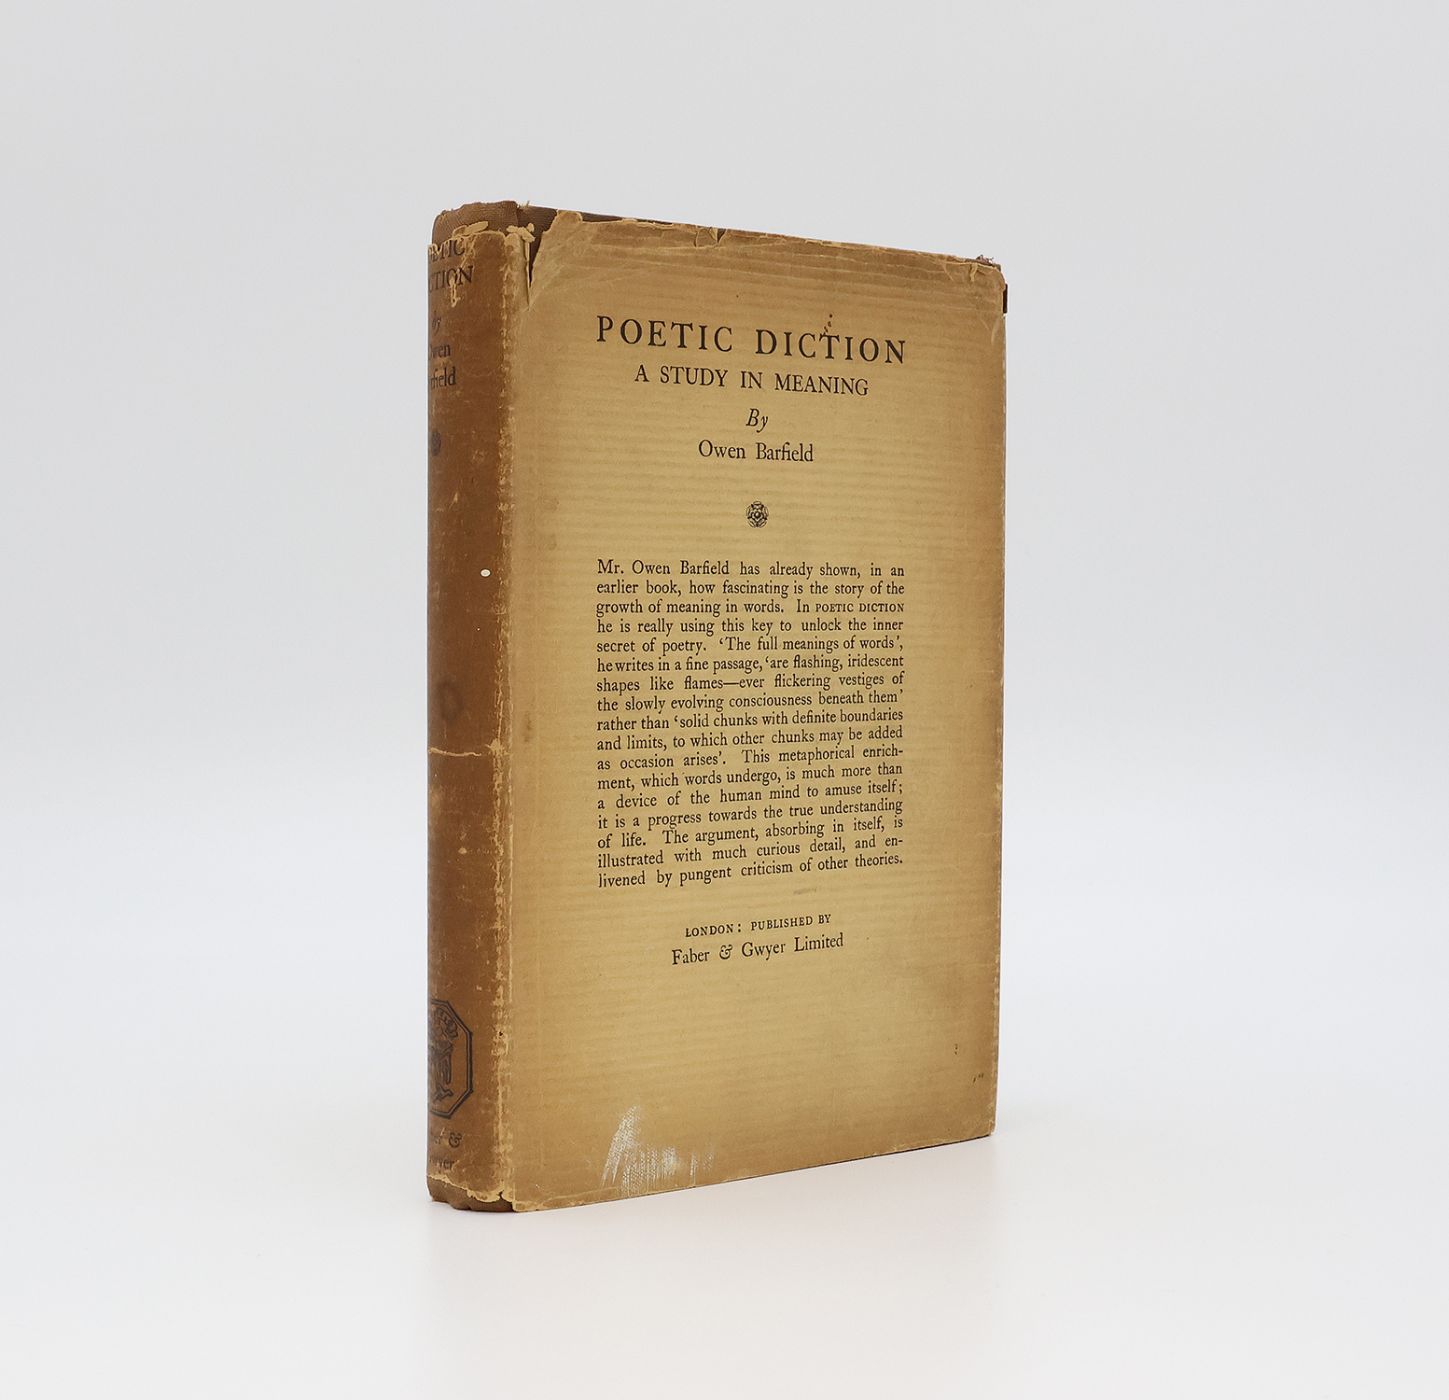 POETIC DICTION
A STUDY IN MEANING
By
Owen Barfield
Mr. Owen Barfield has already shown, in an
earlier book, how fascinating is the story of the
growth of meaning in words. In POETIC DICTION
he is really using this key to unlock the inner
secret of poetry. ‘The full meanings of words’,
he writes in a fine passage, ‘are flashing, iridescent
shapes like flames—ever flickering vestiges of
the slowly evolving consciousness beneath them’
rather than ‘solid chunks with definite boundaries
and limits, to which other chunks may be added
as occasion arises’. This metaphorical enrich-
ment, which words undergo, is much more than
a device of the human mind to amuse itself;
it is a progress towards the true understanding
of life. The argument, absorbing in itself, is
illustrated with much curious detail, and en-
livened by pungent criticism of other theories.
LONDON: PUBLISHED BY
Faber & Gwyer Limited